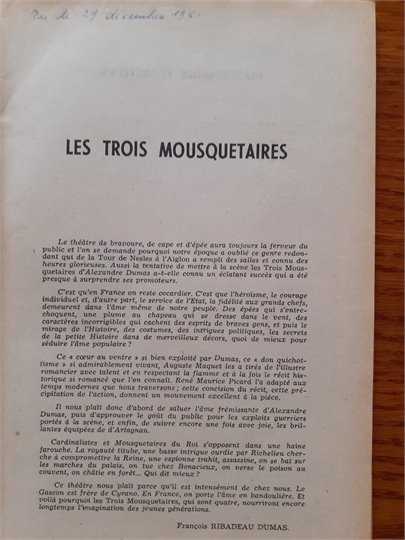 Vu le 29 décembre 1951
LES TROIS MOUSQUETAIRES
Le théâtre de bravoure, de cape et d'épée aura toujours la ferveur du
public et l'on se demande pourquoi notre époque a oublié ce genre redon-
dant qui de la Tour de Nesles à l'Aiglon a rempli des salles et connu des
heures glorieuses. Aussi la tentative de mettre à la scène les Trois Mous-
quetaires d'Alexandre Dumas a-t-elle connu un éclatant succès qui a été
presque à surprendre ses promoteurs.
C'est qu'en France on reste cocardier. C'est que l'héroïsme, le courage
individuel et, d'autre part, le service de l'Etat, la fidélité aux grands chefs,
demeurent dans l'âme même de notre peuple. Des épées qui s'entre-
choquent, une plume au chapeau qui se dresse dans le vent, des
caractères incorrigibles qui cachent des esprits de braves gens, et puis le
mirage de l'Histoire, des costumes, des intrigues politiques, les secrets
de la petite Histoire dans de merveilleux décors, quoi de mieux pour
séduire l'âme populaire ?
Ce « cœur au ventre » si bien exploité par Dumas, ce « don quichot-
tisme » si admirablement vivant, Auguste Maquet les a tirés de l'illustre
romancier avec talent et en respectant la flamme et à la fois le récit his-
torique si romancé que l'on connaît. René Maurice Picard l'a adapté aux
temps modernes que nous traversons ; cette concision du récit, cette pré-
cipitation de l'action, donnent un mouvement excellent à la pièce.
Il nous plaît donc d'abord de saluer l'âme frémissante d'Alexandre
Dumas, puis d'approuver le goût du public pour les exploits guerriers
portés à la scène, et enfin, de suivre encore une fois avec joie, les bril-
lantes équipées de d'Artagnan.
Cardinalistes et Mousquetaires du Roi s'opposent dans une haine
farouche. La royauté titube, une basse intrigue ourdie par Richelieu cherche
à compromettre la Reine, une espionne trahit, assassine, on se bat sur
les marches du palais, on tue chez Bonacieux, on verse le poison au
couvent, on châtie en forêt... Qui dit mieux ?
Ce théâtre nous plaît parce qu'il est intensément de chez nous. Le
Gascon est frère de Cyrano. En France, on porte l'âme en bandoulière. Et
voilà pourquoi les Trois Mousquetaires, qui sont quatre, nourriront encore
longtemps l'imagination des jeunes générations.
François RIBADEAU DUMAS.